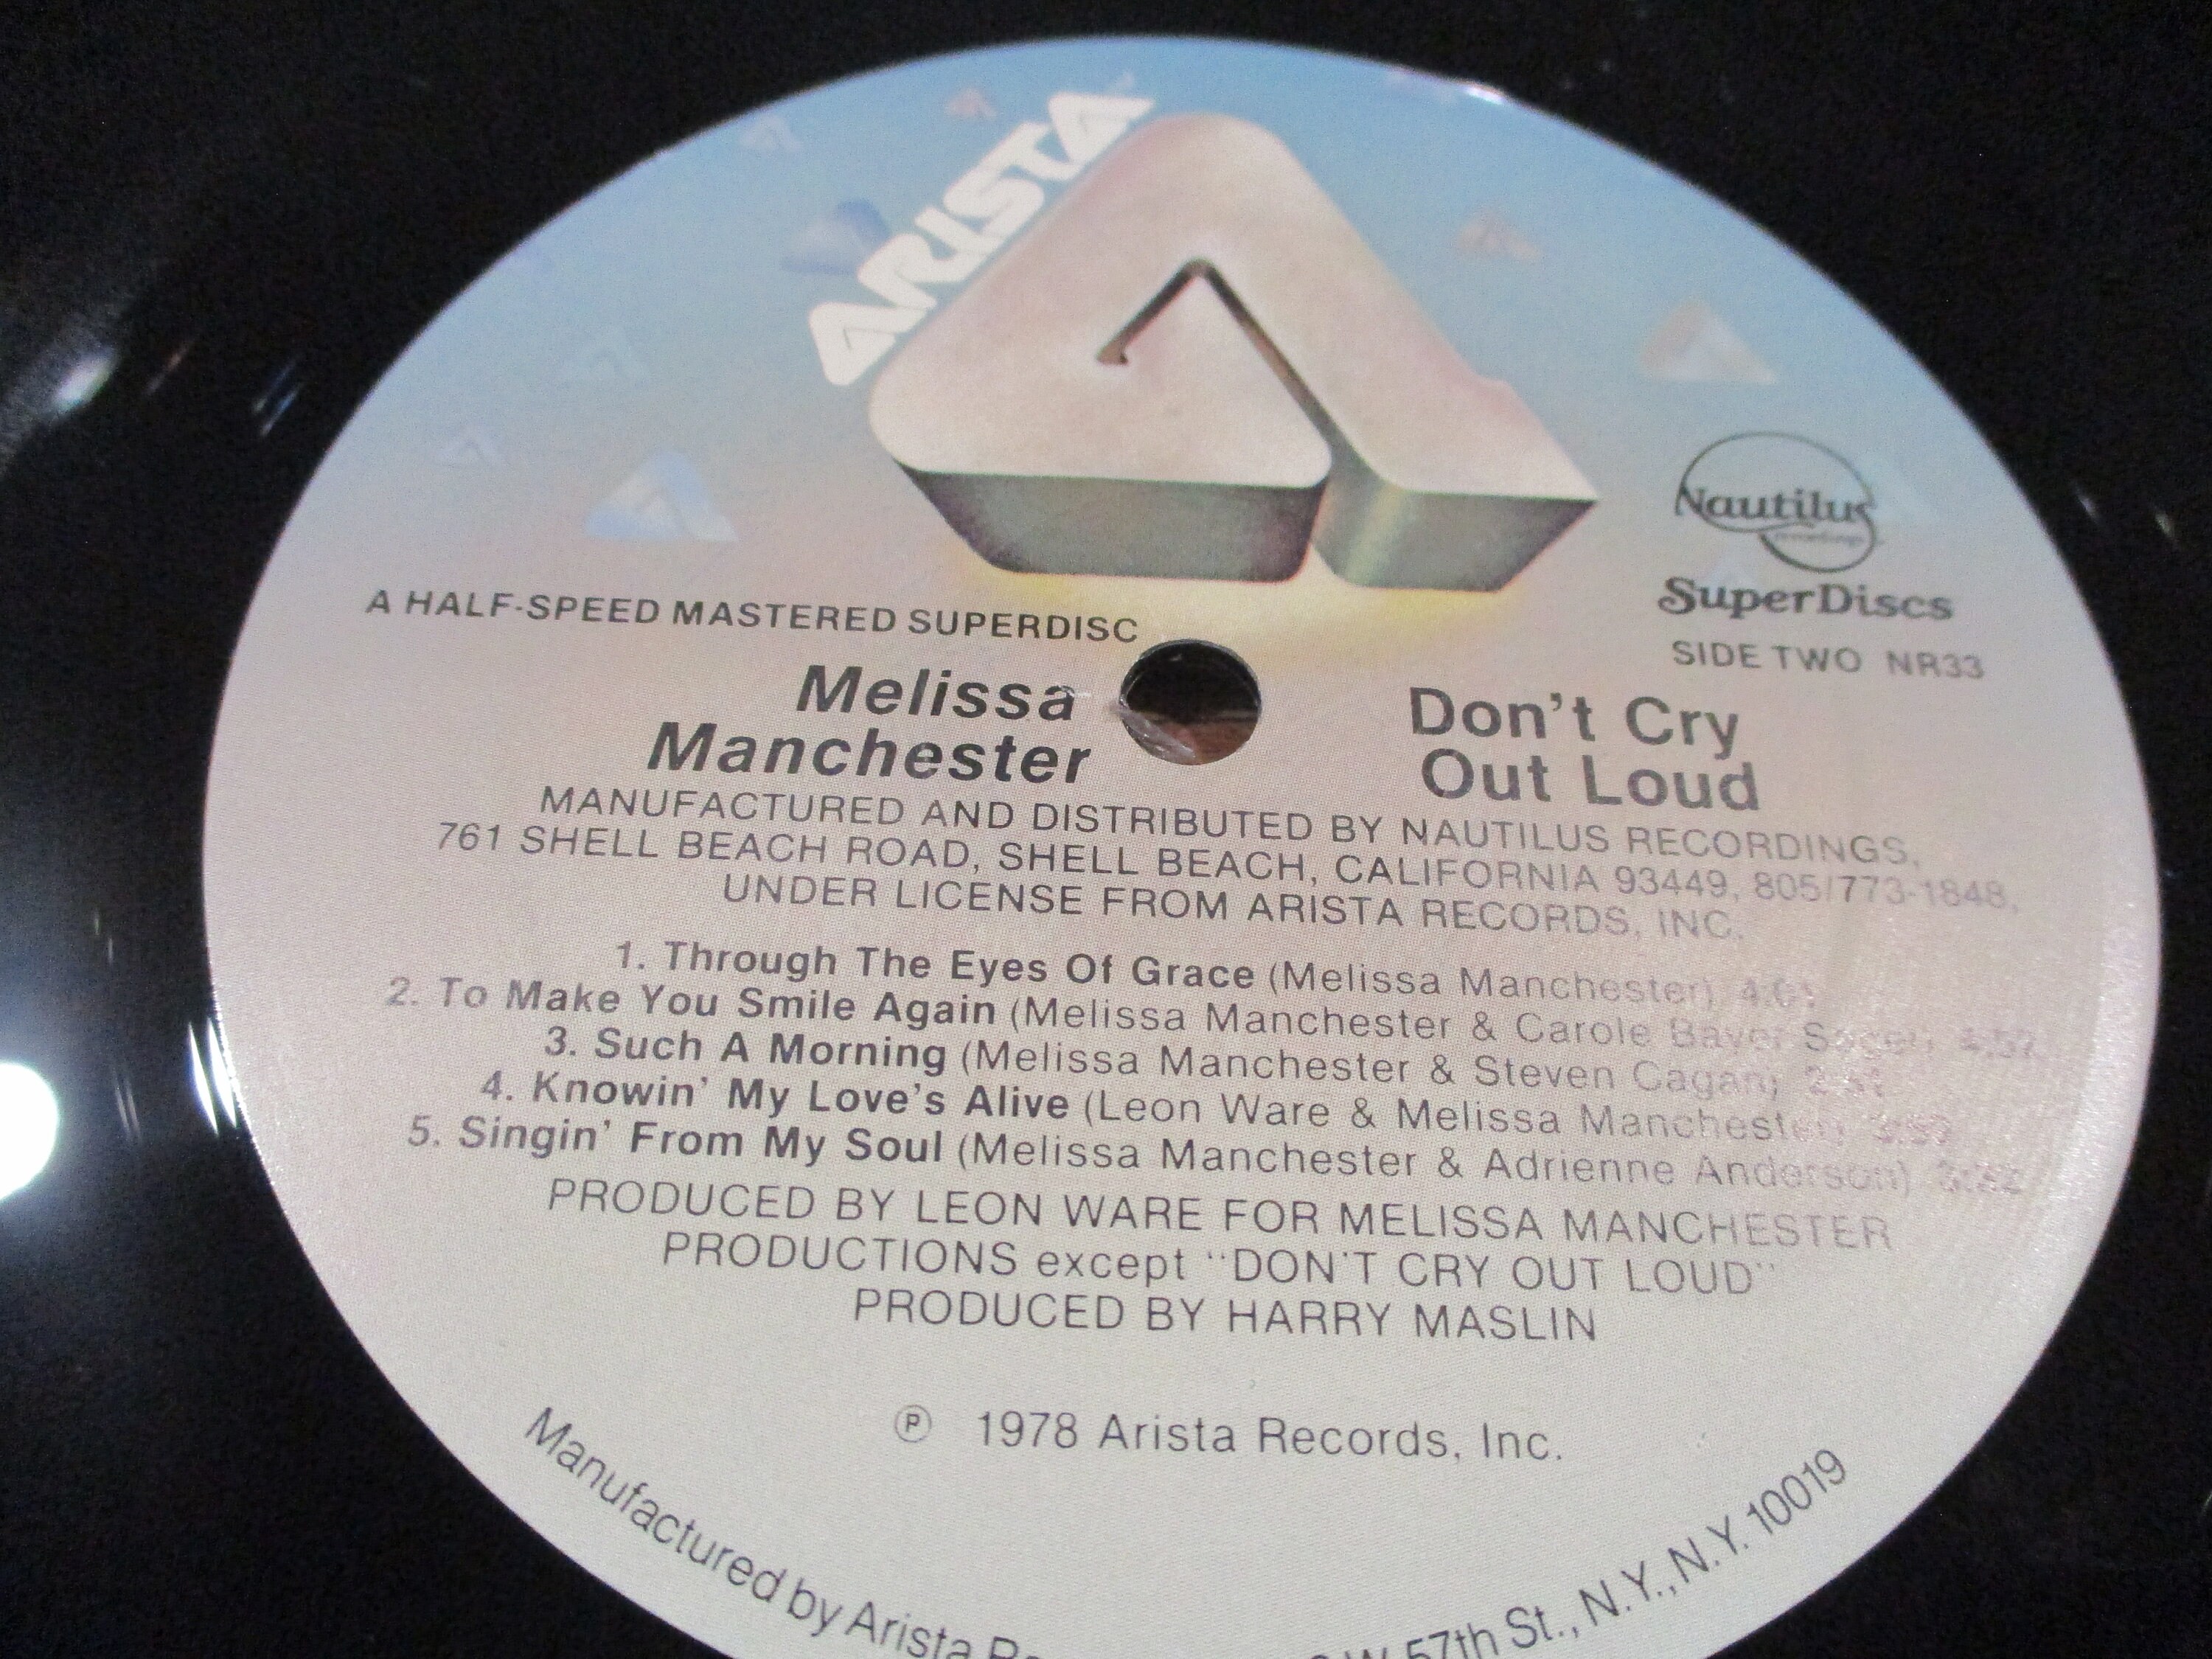 ARISTA
Nautilus
recordings
SuperDiscs
A HALF-SPEED MASTERED SUPERDISC
SIDE TWO NR33
Melissa
Manchester
Don't Cry
Out Loud
MANUFACTURED AND DISTRIBUTED BY NAUTILUS RECORDINGS,
761 SHELL BEACH ROAD, SHELL BEACH, CALIFORNIA 93449, 805/773-1848,
UNDER LICENSE FROM ARISTA RECORDS, INC.
1. Through The Eyes Of Grace (Melissa Manchester)
2. To Make You Smile Again (Melissa Manchester & Carole Bayer Sager)
3. Such A Morning (Melissa Manchester & Steven Cagan)
4. Knowin' My Love's Alive (Leon Ware & Melissa Manchester)
5. Singin' From My Soul (Melissa Manchester & Adrienne Anderson)
PRODUCED BY LEON WARE FOR MELISSA MANCHESTER
PRODUCTIONS except "DON'T CRY OUT LOUD"
PRODUCED BY HARRY MASLIN
Ⓟ 1978 Arista Records, Inc.
Manufactured by Arista W. 57th St., N.Y., N.Y. 10019